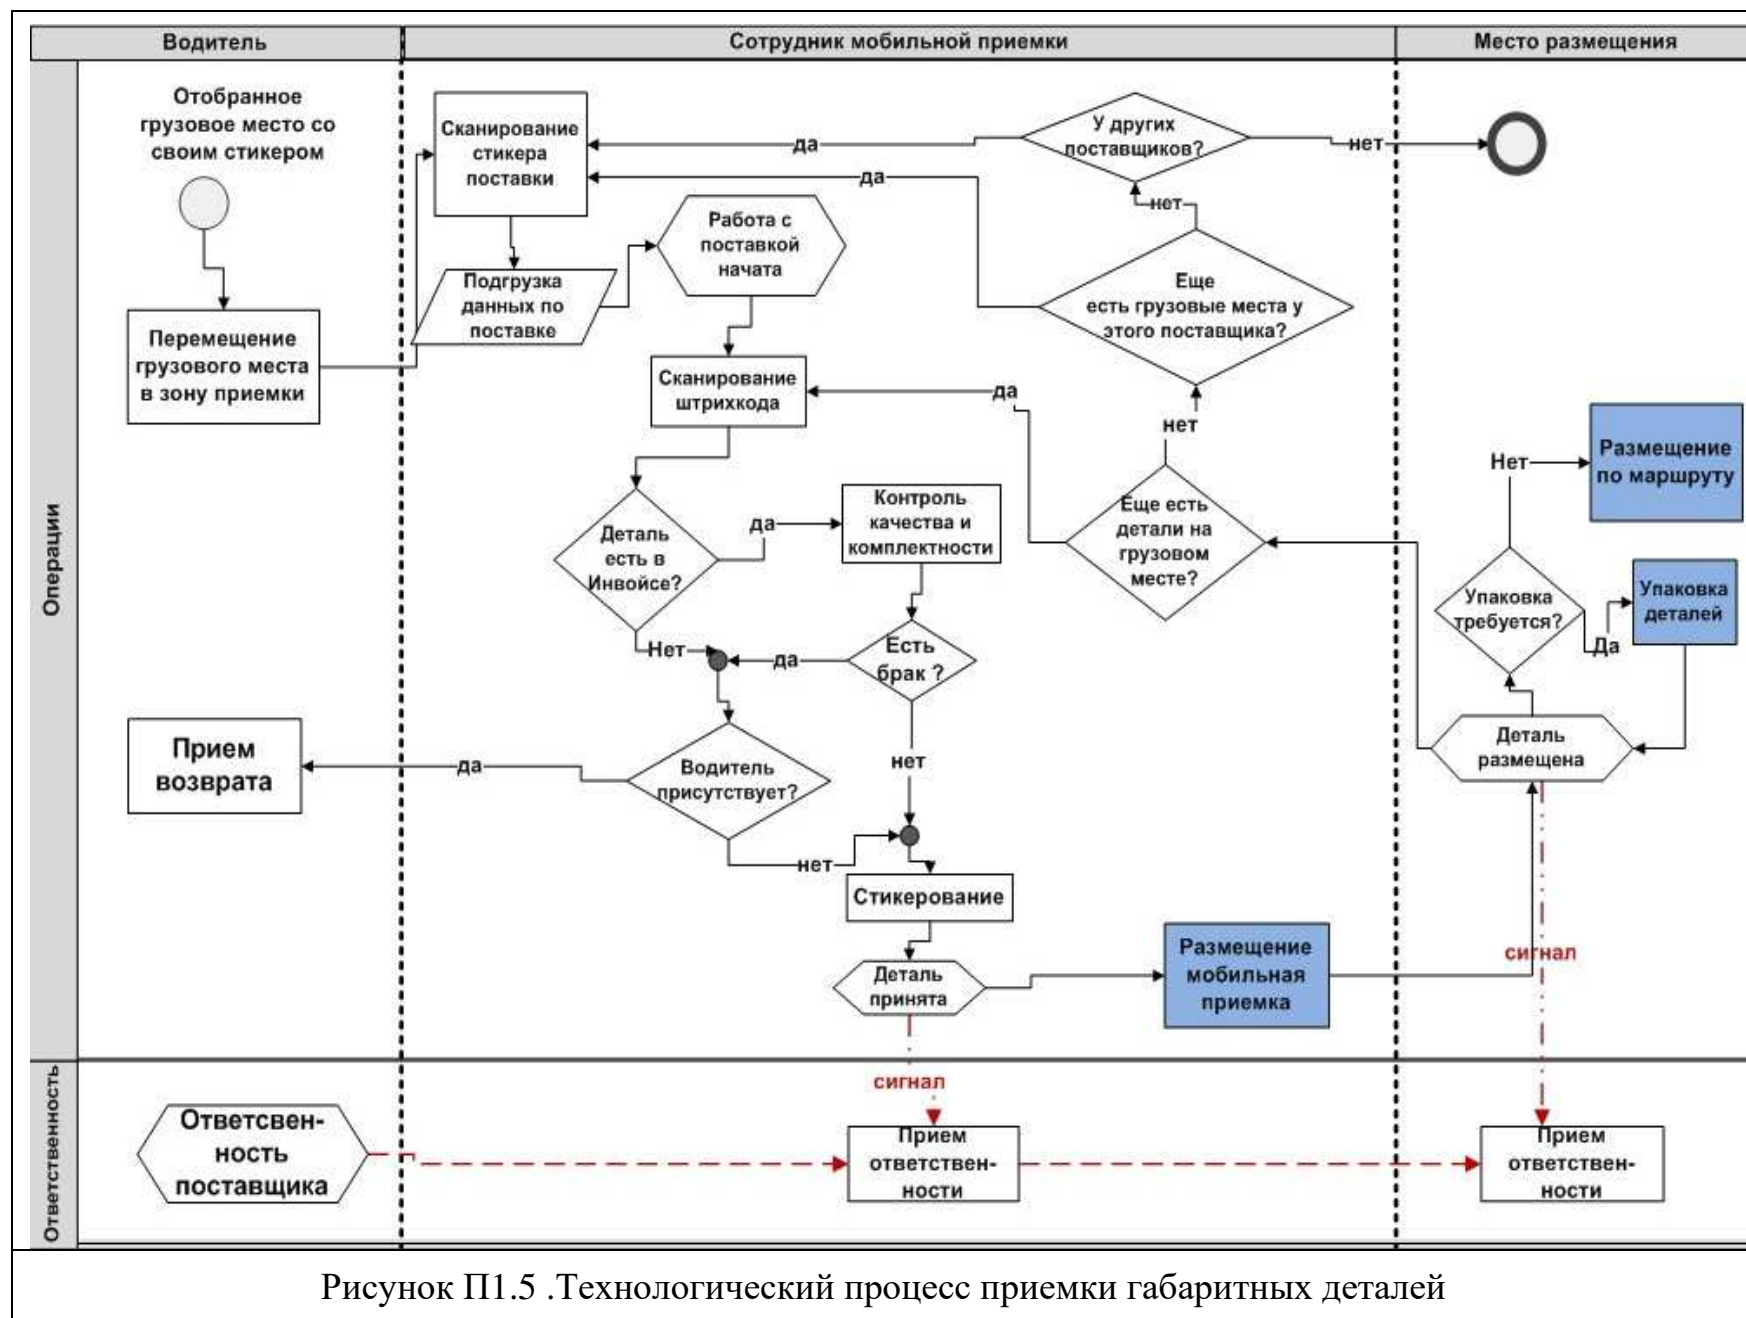 Водитель
Сотрудник мобильной приемки
Место размещения
Операции
Ответственность
Отобранное
грузовое место со
своим стикером
Перемещение
грузового места
в зону приемки
Сканирование
стикера
поставки
да
У других
поставщиков?
нет
да
нет
Работа с
поставкой
начата
Подгрузка
данных по
поставке
Еще
есть грузовые места у
этого поставщика?
Сканирование
штрихкода
да
нет
Нет
Размещение
по маршруту
Деталь
есть в
Инвойсе?
да
Контроль
качества и
комплектности
Еще есть
детали на
грузовом
месте?
Упаковка
требуется?
Да
Упаковка
деталей
Нет
да
Есть
брак ?
Прием
возврата
да
Водитель
присутствует?
нет
нет
Деталь
размещена
Стикерование
Деталь
принята
Размещение
мобильная
приемка
сигнал
сигнал
Ответсвен-
ность
поставщика
Прием
ответствен-
ности
Прием
ответствен-
ности
Рисунок П1.5 .Технологический процесс приемки габаритных деталей